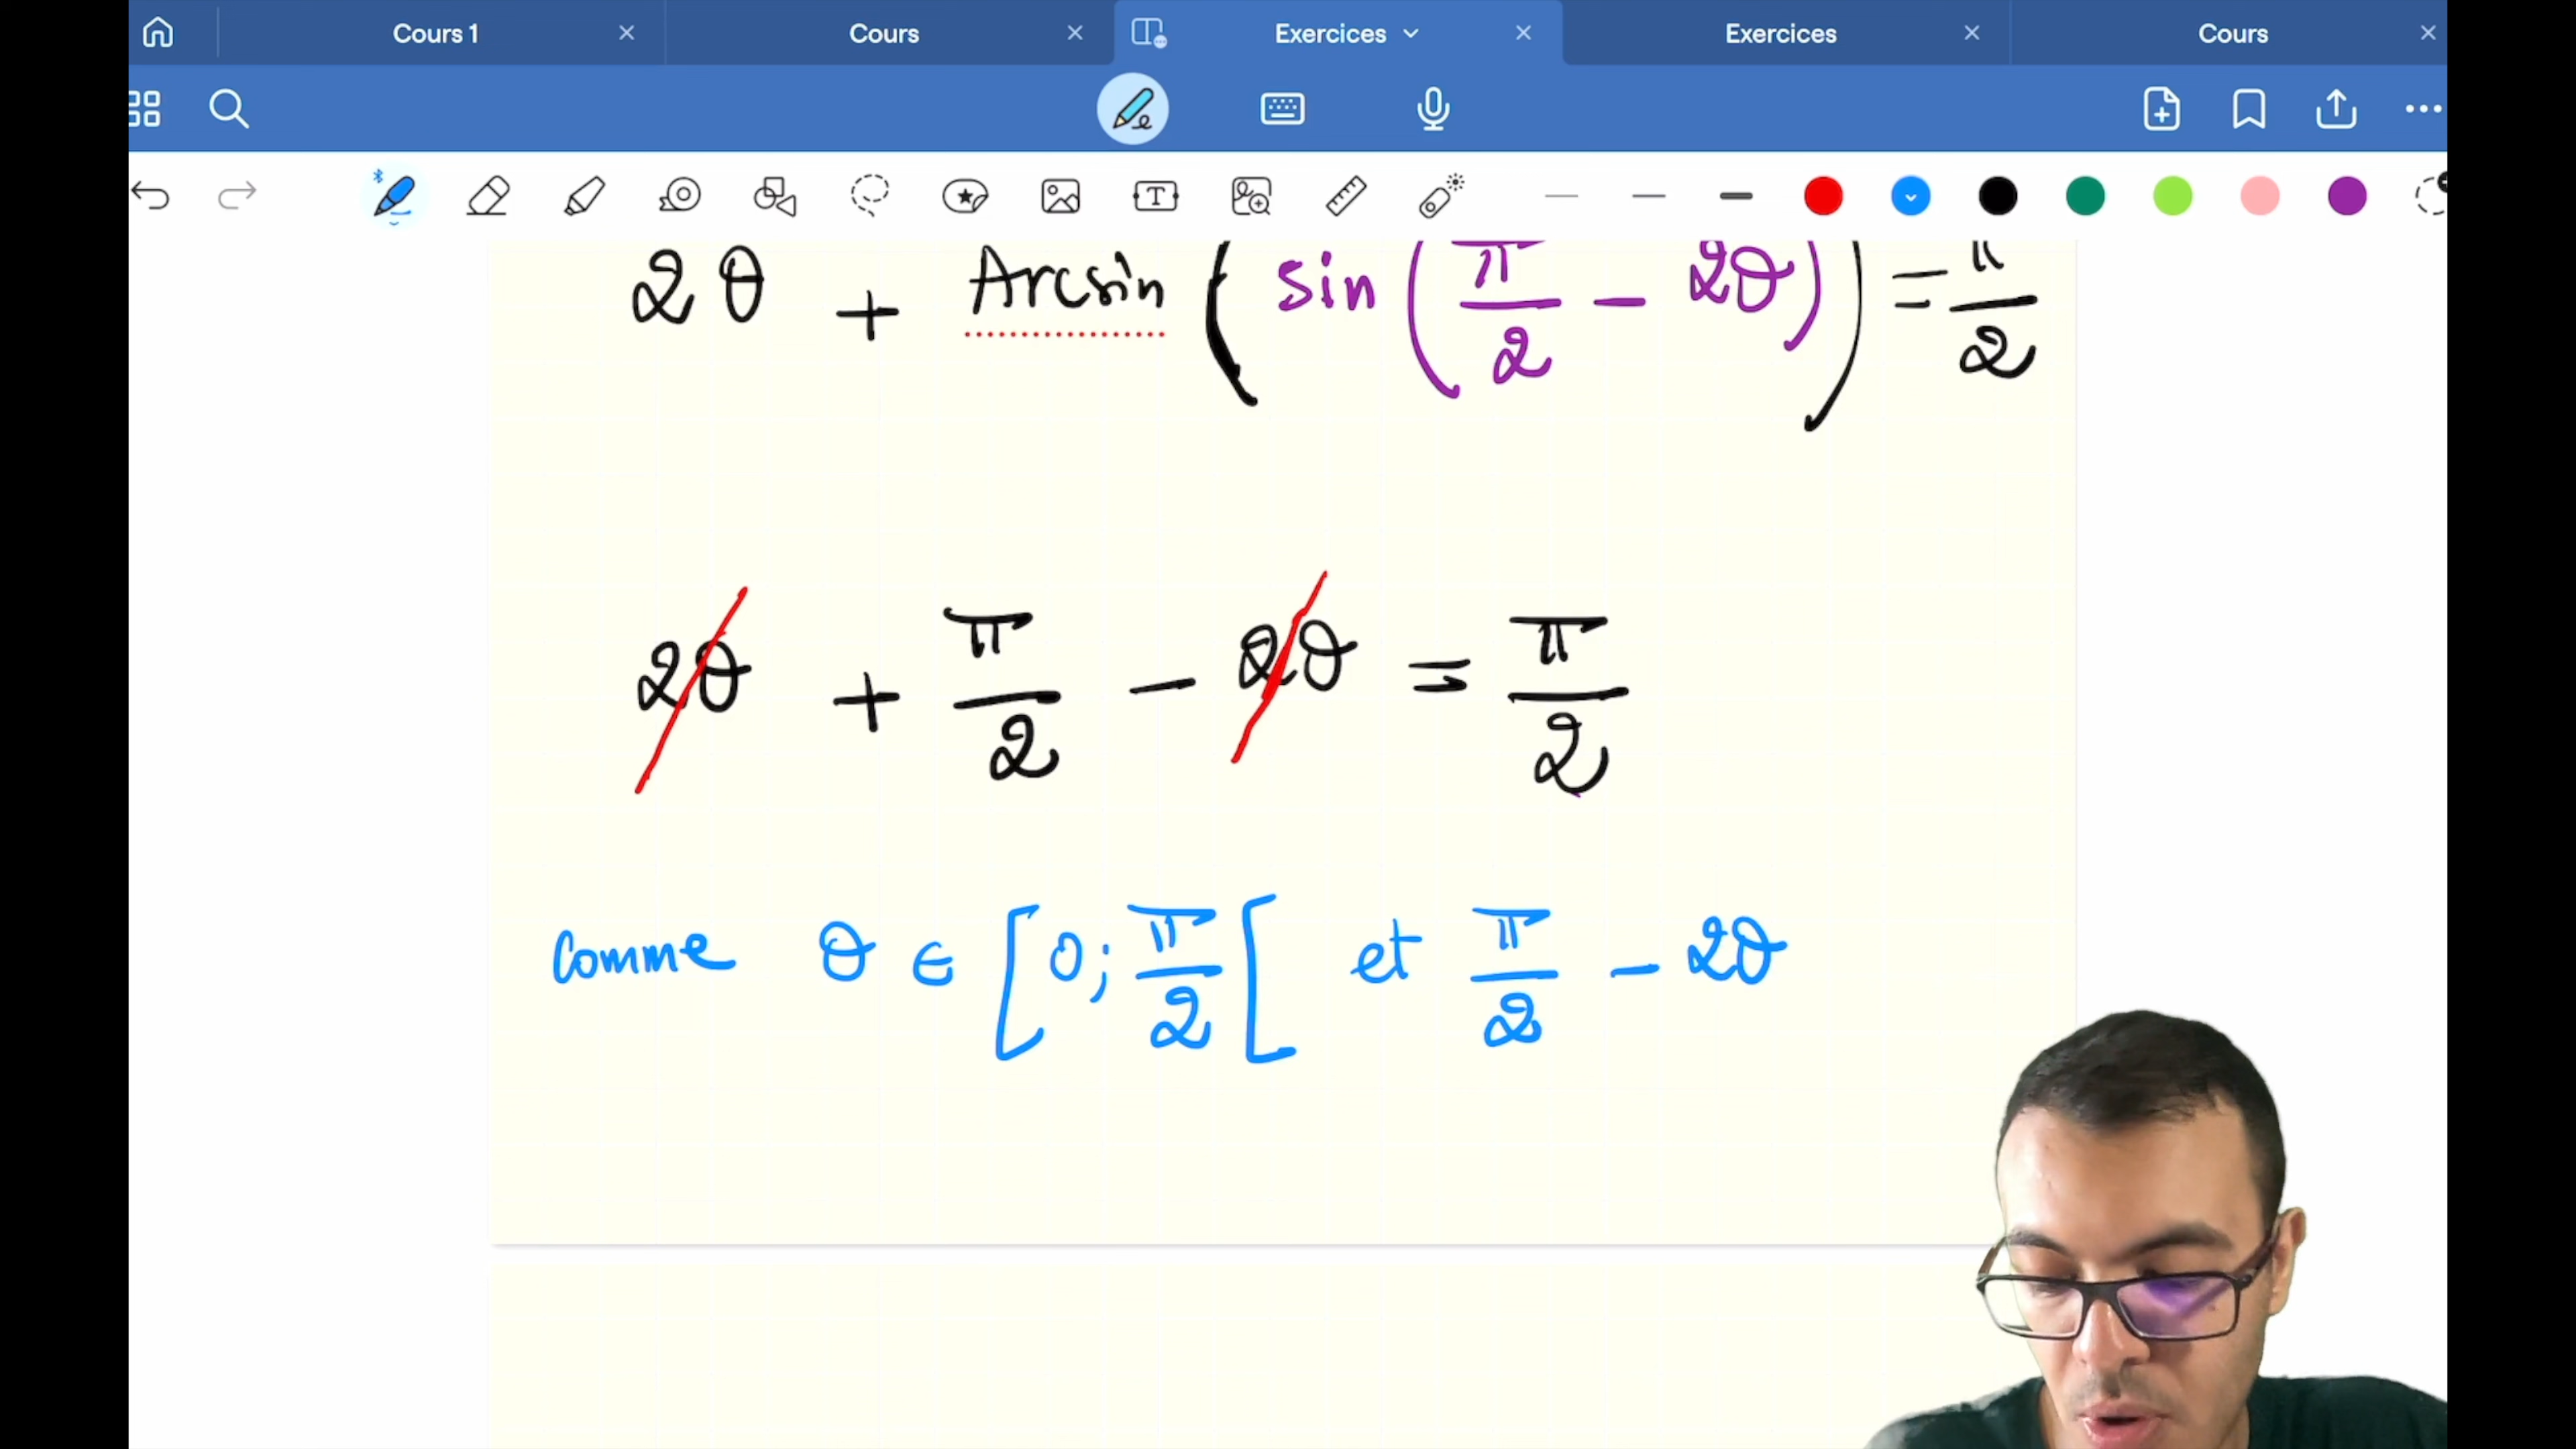 Cours 1 Cours Exercices Exercices Cours
2θ + Arcsin ( sin ( π/2 − 2θ ) ) = π/2
2θ + π/2 − 2θ = π/2
Comme θ ∈ [ 0 ; π/2 [ et π/2 − 2θ